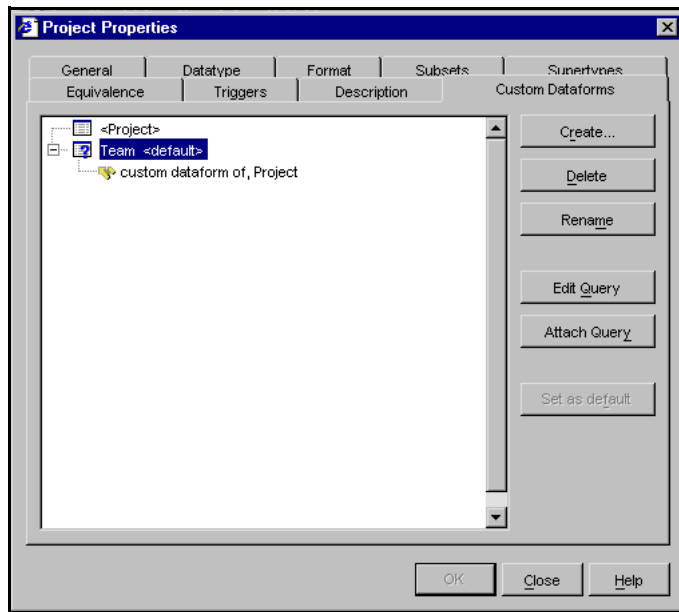 Project Properties
General Datatype Format Subsets Supertypes
Equivalence Triggers Description Custom Dataforms
<Project>
Team <default>
custom dataform of, Project
Create...
Delete
Rename
Edit Query
Attach Query
Set as default
OK Close Help